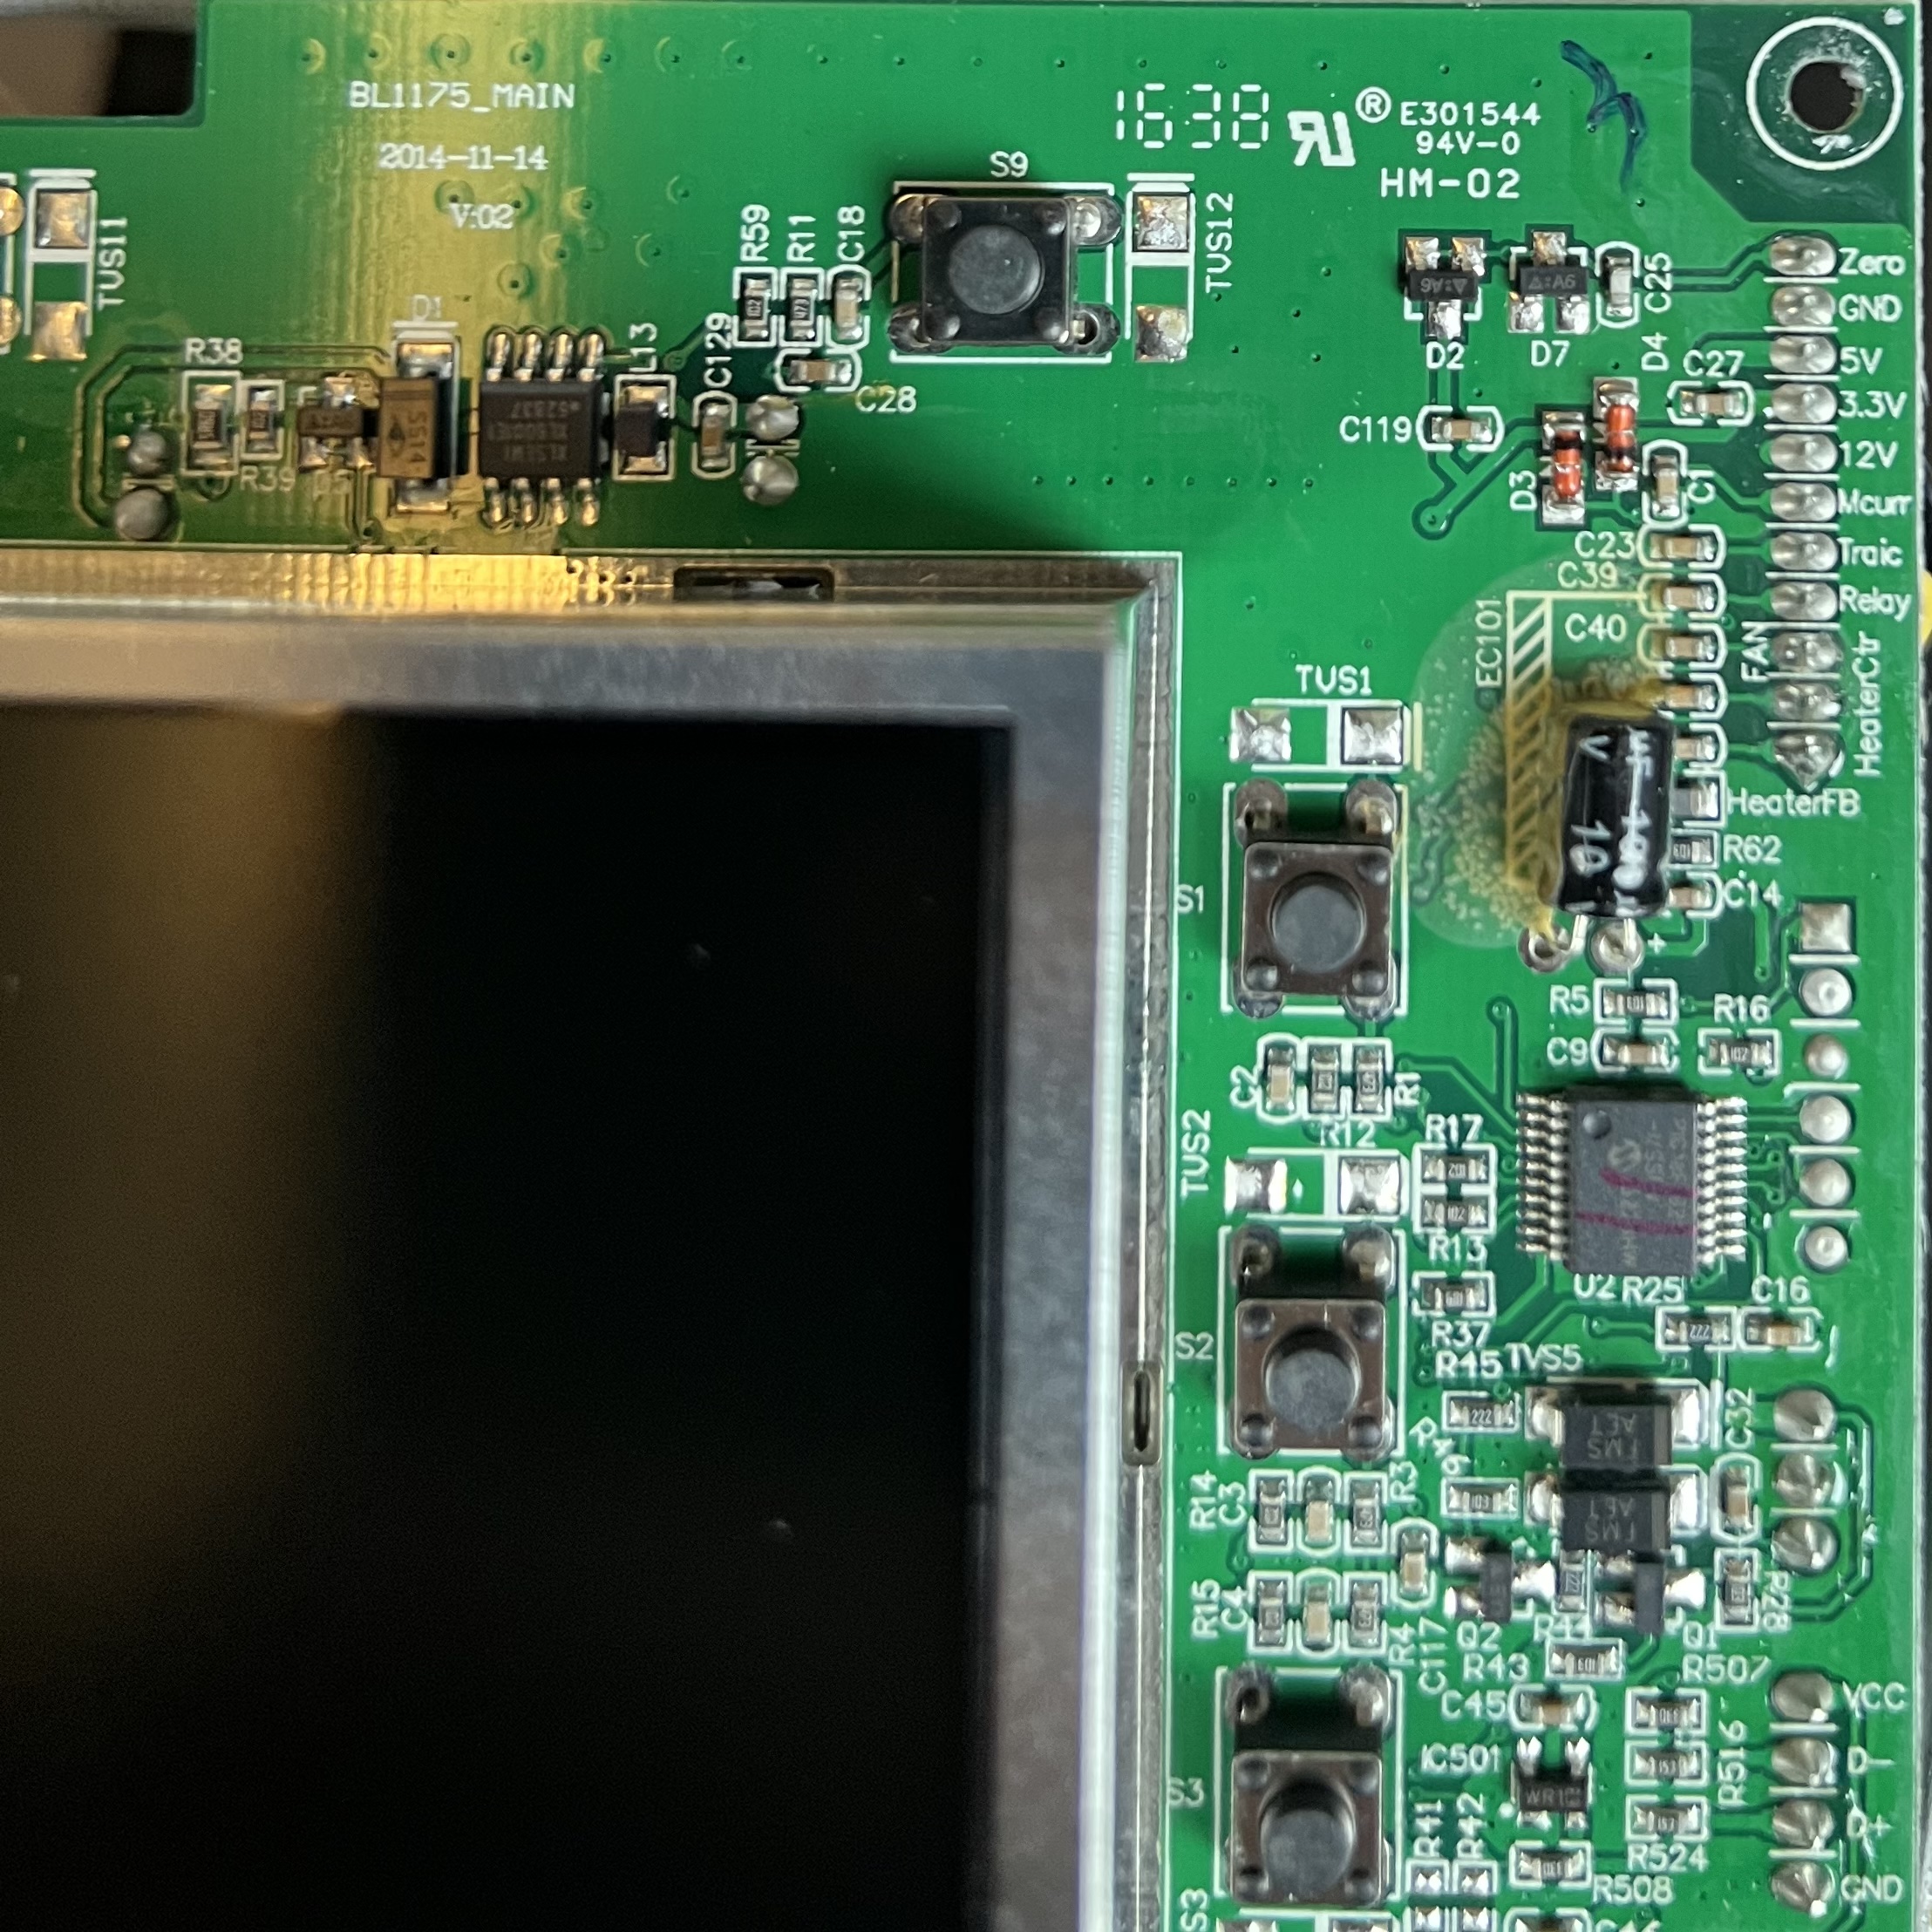 BL1175_MAIN
2014-11-14
V:02
1638
®
E301544
94V-0
HM-02
S9
TVS11
TVS12
R59
R11
C18
C28
C129
L13
D1
SS14
R38
R39
D2
D7
C25
D4
C27
C119
D3
C1
C23
C39
C40
EC101
Zero
GND
5V
3.3V
12V
Mcurr
Traic
Relay
FAN
HeaterCtr
HeaterFB
R62
C14
+
TVS1
S1
R5
C9
R16
C2
R1
R12
TVS2
R17
102
R13
R37
U2
R25
222
C16
S2
R45
TVS5
222
C32
103
R14
C3
R3
R15
C4
R4
C117
Q2
Q1
R28
R43
R507
C45
IC501
R516
R41
R42
R524
R508
S3
VCC
D-
D+
GND